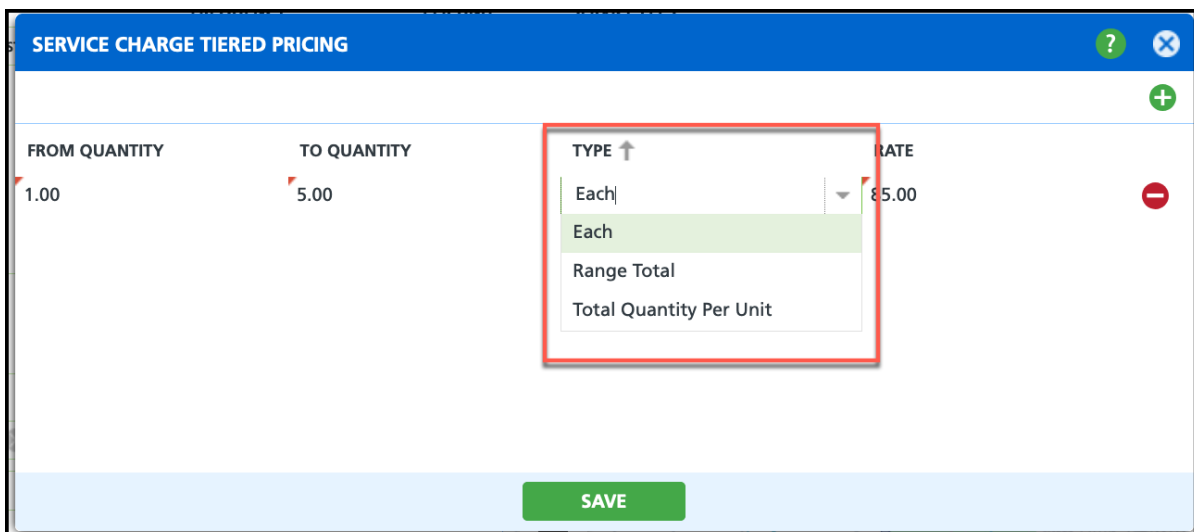 SERVICE CHARGE TIERED PRICING ?
FROM QUANTITY TO QUANTITY TYPE RATE
1.00 5.00 Each 85.00
Each
Range Total
Total Quantity Per Unit
SAVE